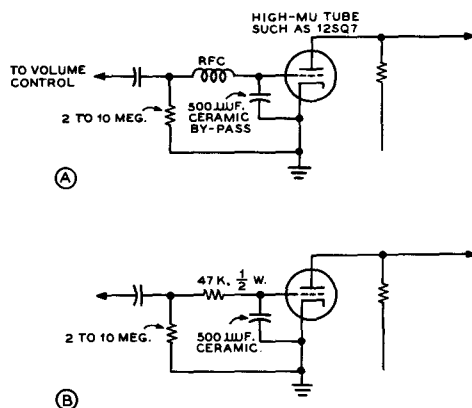 HIGH-MU TUBE
SUCH AS 12SQ7
RFC
TO VOLUME
CONTROL
500 µµF.
CERAMIC
BY-PASS
2 TO 10 MEG.
A
47 K, 1/2 W.
2 TO 10 MEG.
500 µµF.
CERAMIC.
B